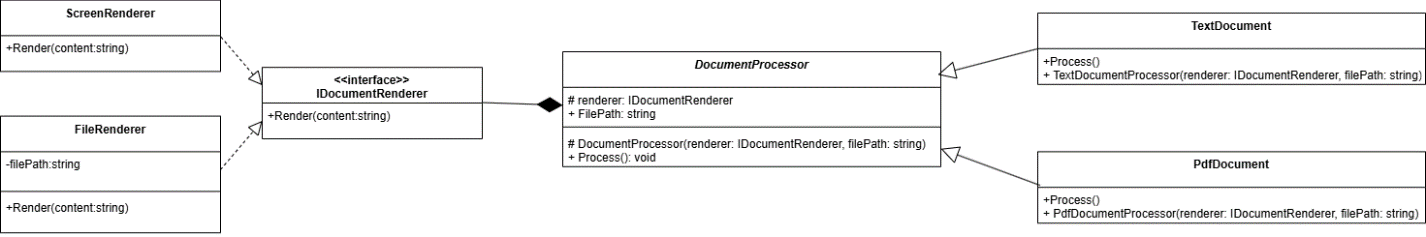 ScreenRenderer
+Render(content:string)
FileRenderer
-filePath:string
+Render(content:string)
<<interface>>
IDocumentRenderer
+Render(content:string)
DocumentProcessor
# renderer: IDocumentRenderer
+ FilePath: string
# DocumentProcessor(renderer: IDocumentRenderer, filePath: string)
+ Process(): void
TextDocument
+Process()
+ TextDocumentProcessor(renderer: IDocumentRenderer, filePath: string)
PdfDocument
+Process()
+ PdfDocumentProcessor(renderer: IDocumentRenderer, filePath: string)